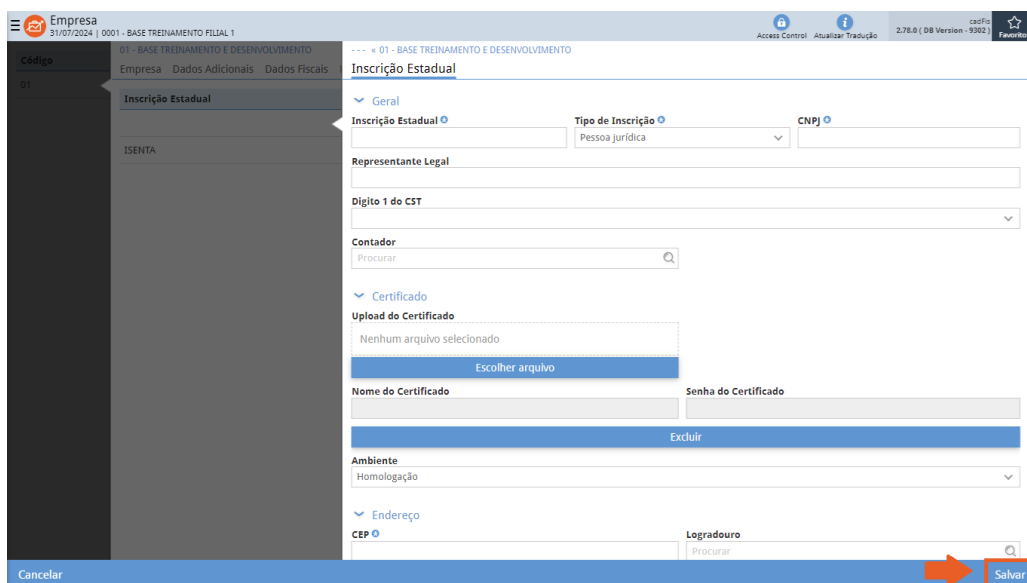 Empresa
31/07/2024 | 0001 - BASE TREINAMENTO FILIAL 1
Access Control
Atualizar Tradução
cadFis
2.78.0 ( DB Version - 9302 )
Favorito
Código
01
01 - BASE TREINAMENTO E DESENVOLVIMENTO
Empresa Dados Adicionais Dados Fiscais
Inscrição Estadual
ISENTA
--- « 01 - BASE TREINAMENTO E DESENVOLVIMENTO
Inscrição Estadual
Geral
Inscrição Estadual Tipo de Inscrição CNPJ
Pessoa jurídica
Representante Legal
Digito 1 do CST
Contador
Procurar
Certificado
Upload do Certificado
Nenhum arquivo selecionado
Escolher arquivo
Nome do Certificado Senha do Certificado
Excluir
Ambiente
Homologação
Endereço
CEP Logradouro
Procurar
Cancelar Salvar